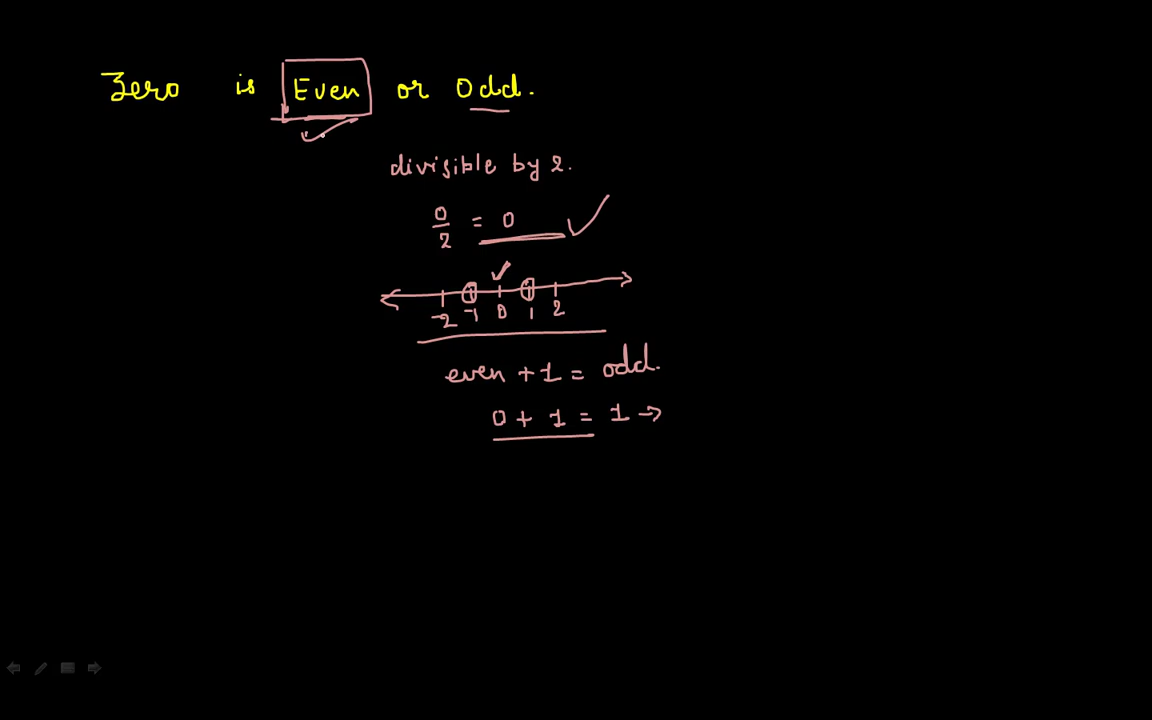 Zero is Even or Odd.
divisible by 2.
0/2 = 0
-2 -1 0 1 2
even + 1 = odd.
0 + 1 = 1 →